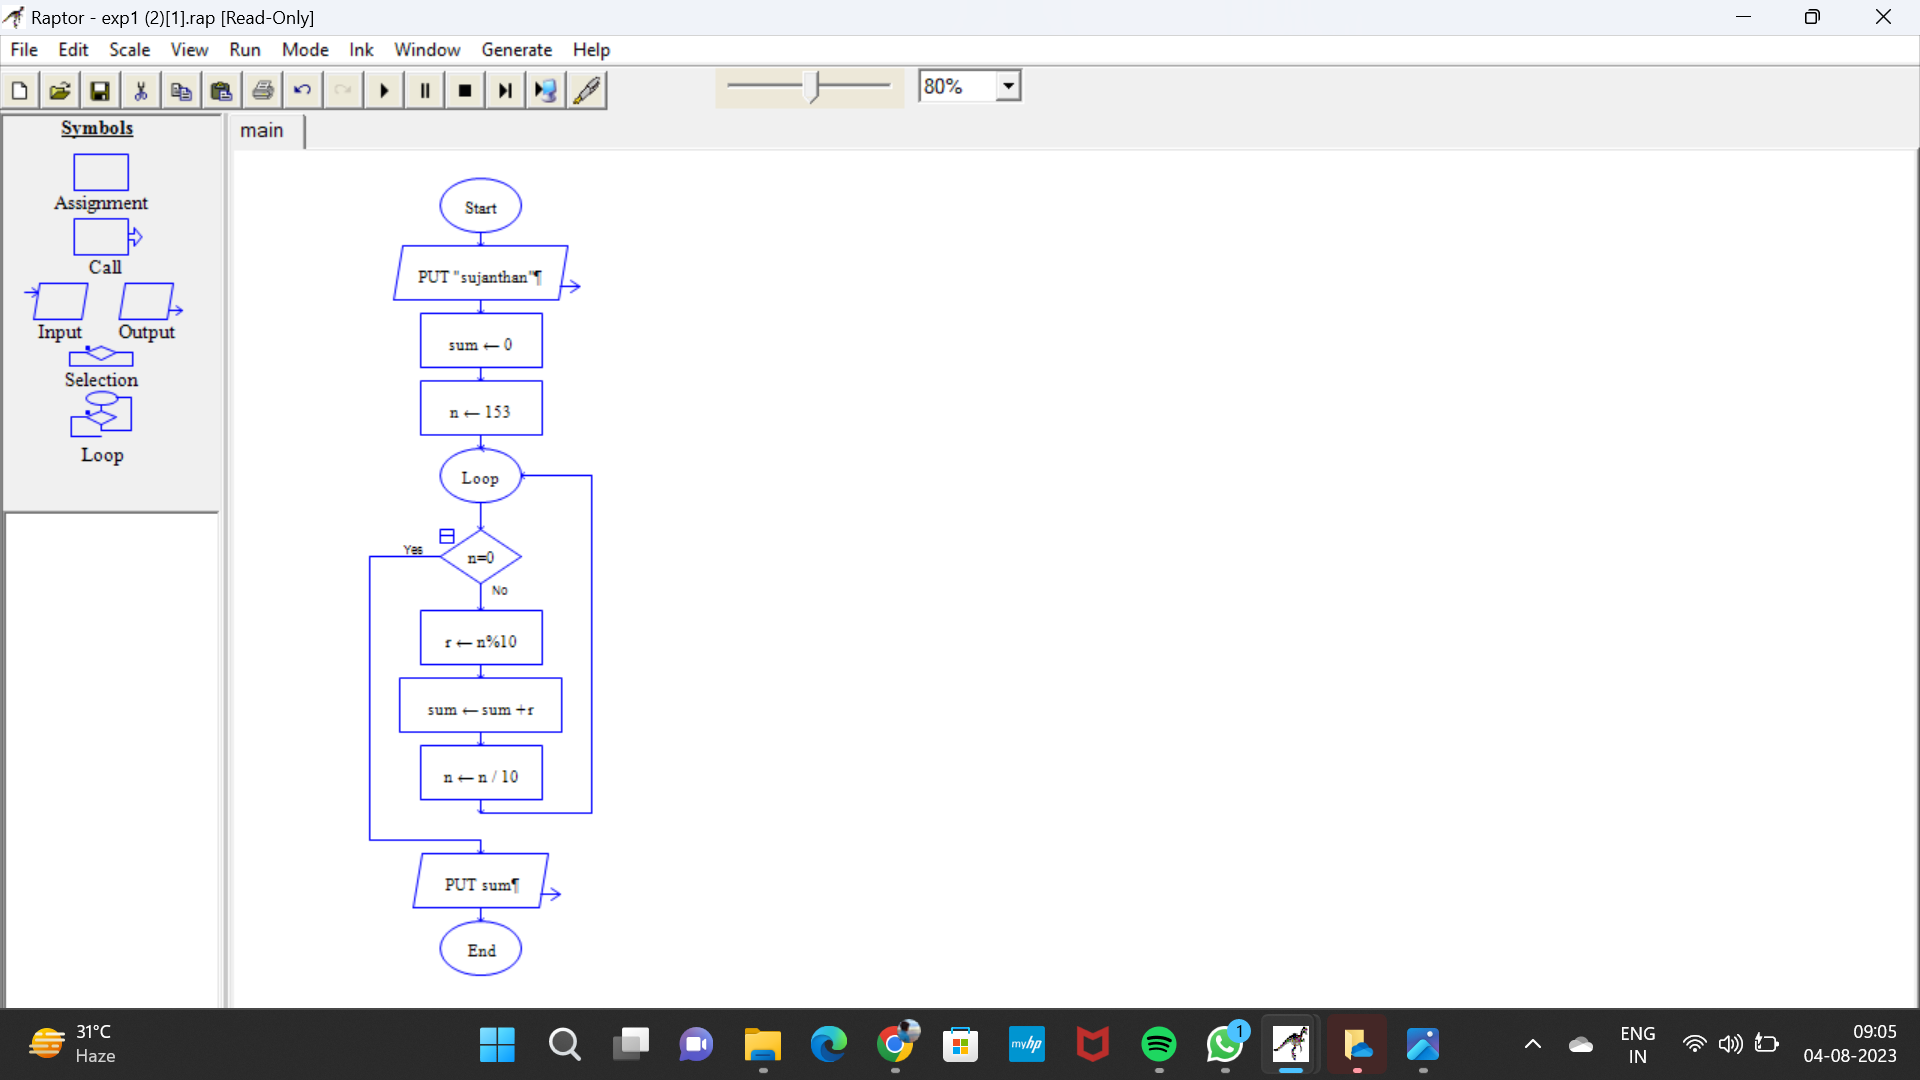 Raptor - exp1 (2)[1].rap [Read-Only]
File Edit Scale View Run Mode Ink Window Generate Help
80%
Symbols
Assignment
Call
Input Output
Selection
Loop
main
Start
PUT "sujanthan"¶
sum ← 0
n ← 153
Loop
Yes
n=0
No
r ← n%10
sum ← sum +r
n ← n / 10
PUT sum¶
End
31°C
Haze
myhp
1
ENG
IN
09:05
04-08-2023